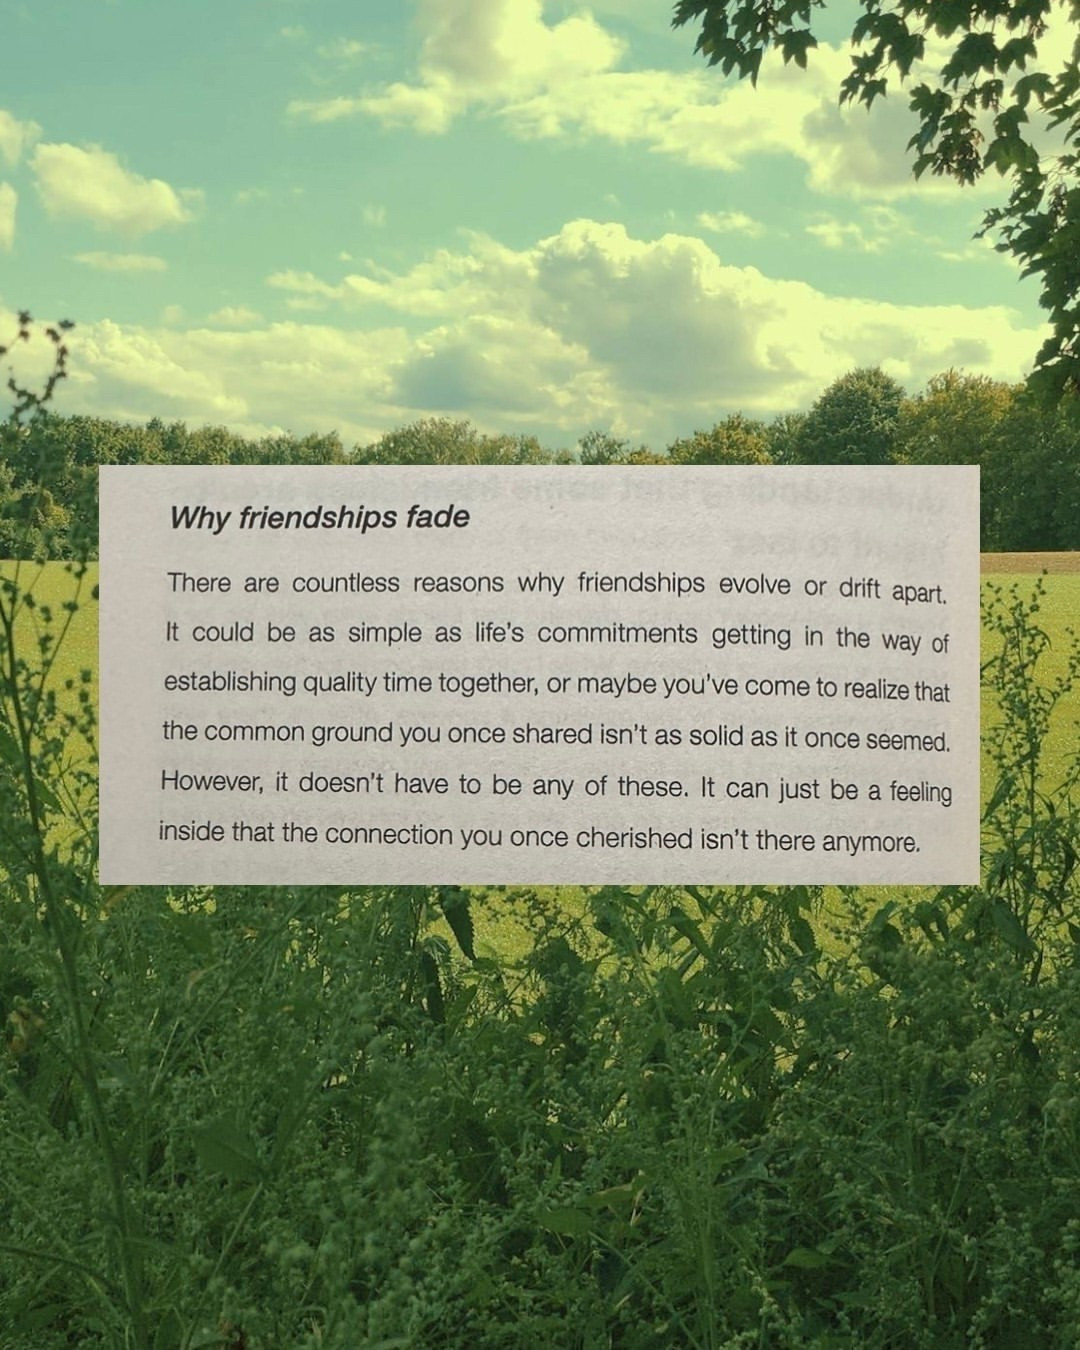 Why friendships fade
There are countless reasons why friendships evolve or drift apart.
It could be as simple as life's commitments getting in the way of
establishing quality time together, or maybe you've come to realize that
the common ground you once shared isn't as solid as it once seemed.
However, it doesn't have to be any of these. It can just be a feeling
inside that the connection you once cherished isn't there anymore.